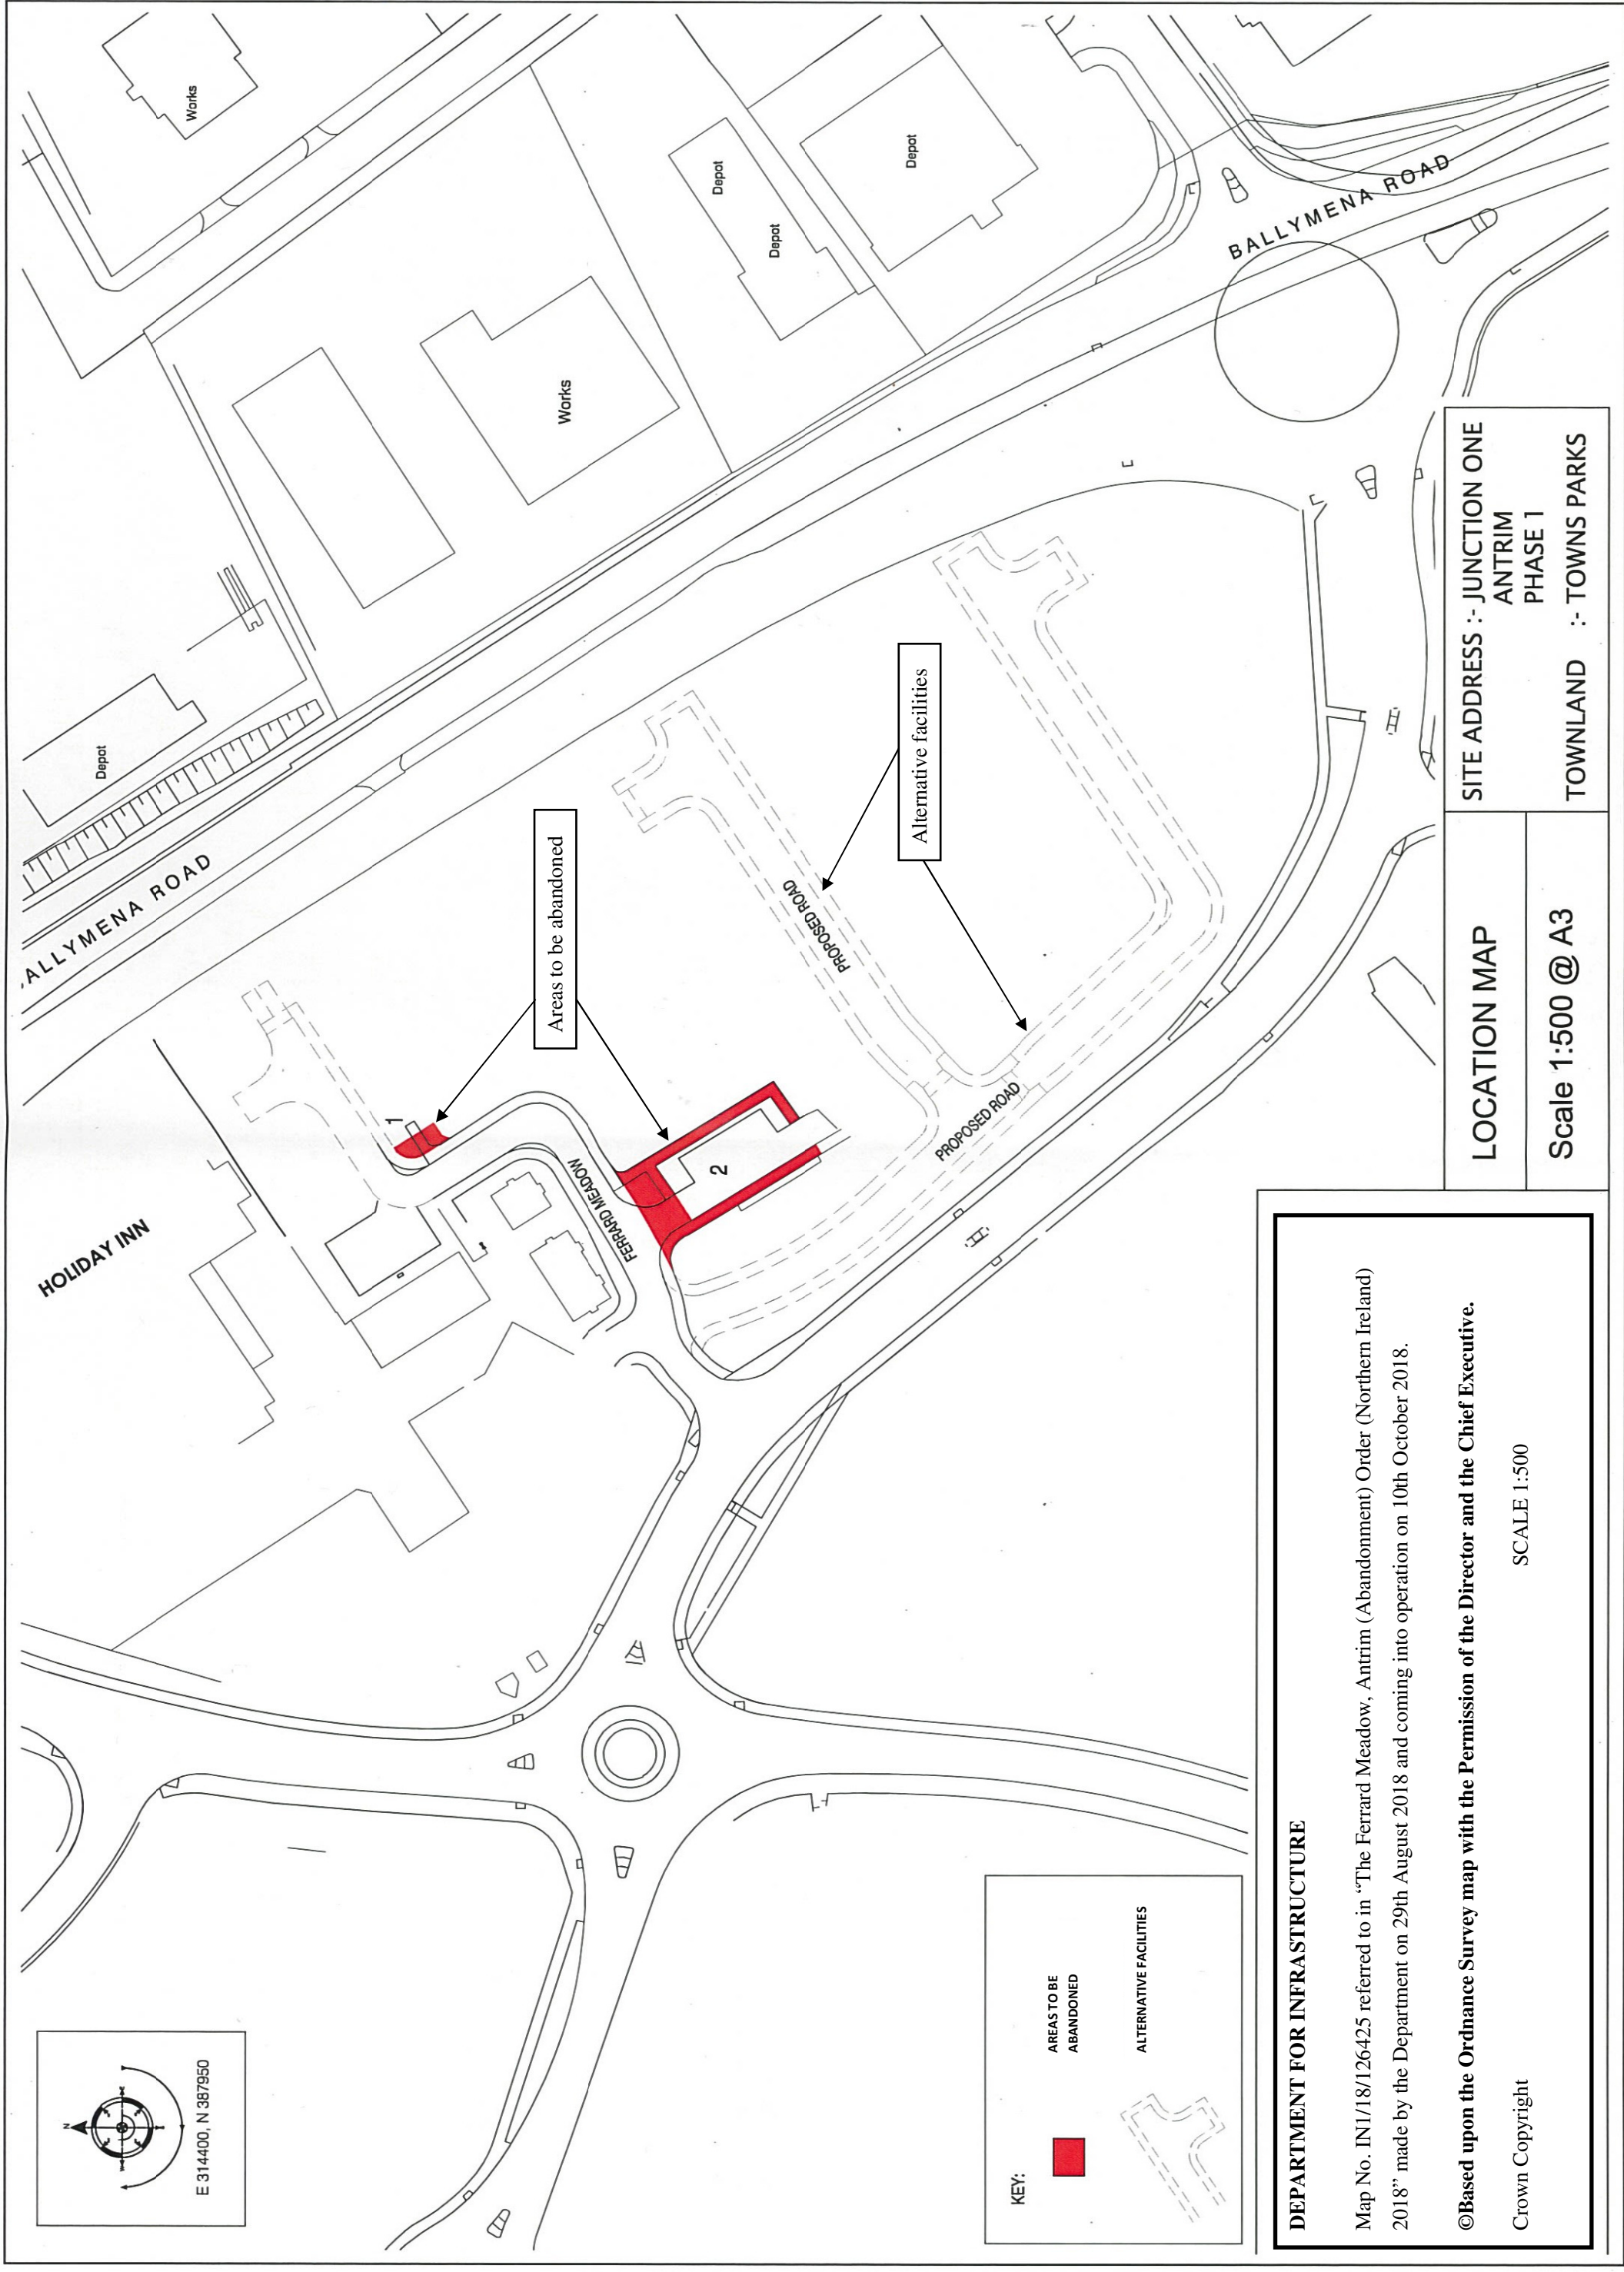 Works
Depot
Depot
Depot
Works
Depot
BALLYMENA ROAD
ALLYMENA ROAD
HOLIDAY INN
FERRARD MEADOW
1
2
Areas to be abandoned
Alternative facilities
PROPOSED ROAD
PROPOSED ROAD
N
E 314400, N 387950
KEY:
AREAS TO BE
ABANDONED
ALTERNATIVE FACILITIES
LOCATION MAP
Scale 1:500 @ A3
SITE ADDRESS :- JUNCTION ONE
ANTRIM
PHASE 1
TOWNLAND :- TOWNS PARKS
DEPARTMENT FOR INFRASTRUCTURE
Map No. IN1/18/126425 referred to in “The Ferrard Meadow, Antrim (Abandonment) Order (Northern Ireland)
2018” made by the Department on 29th August 2018 and coming into operation on 10th October 2018.
©Based upon the Ordnance Survey map with the Permission of the Director and the Chief Executive.
Crown Copyright SCALE 1:500